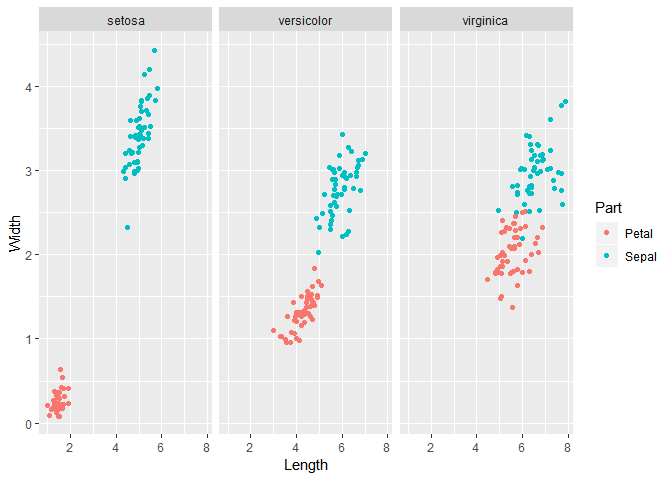 setosa versicolor virginica
4
3
2
1
0
Width
2 4 6 8 2 4 6 8 2 4 6 8
Length
Part
Petal
Sepal